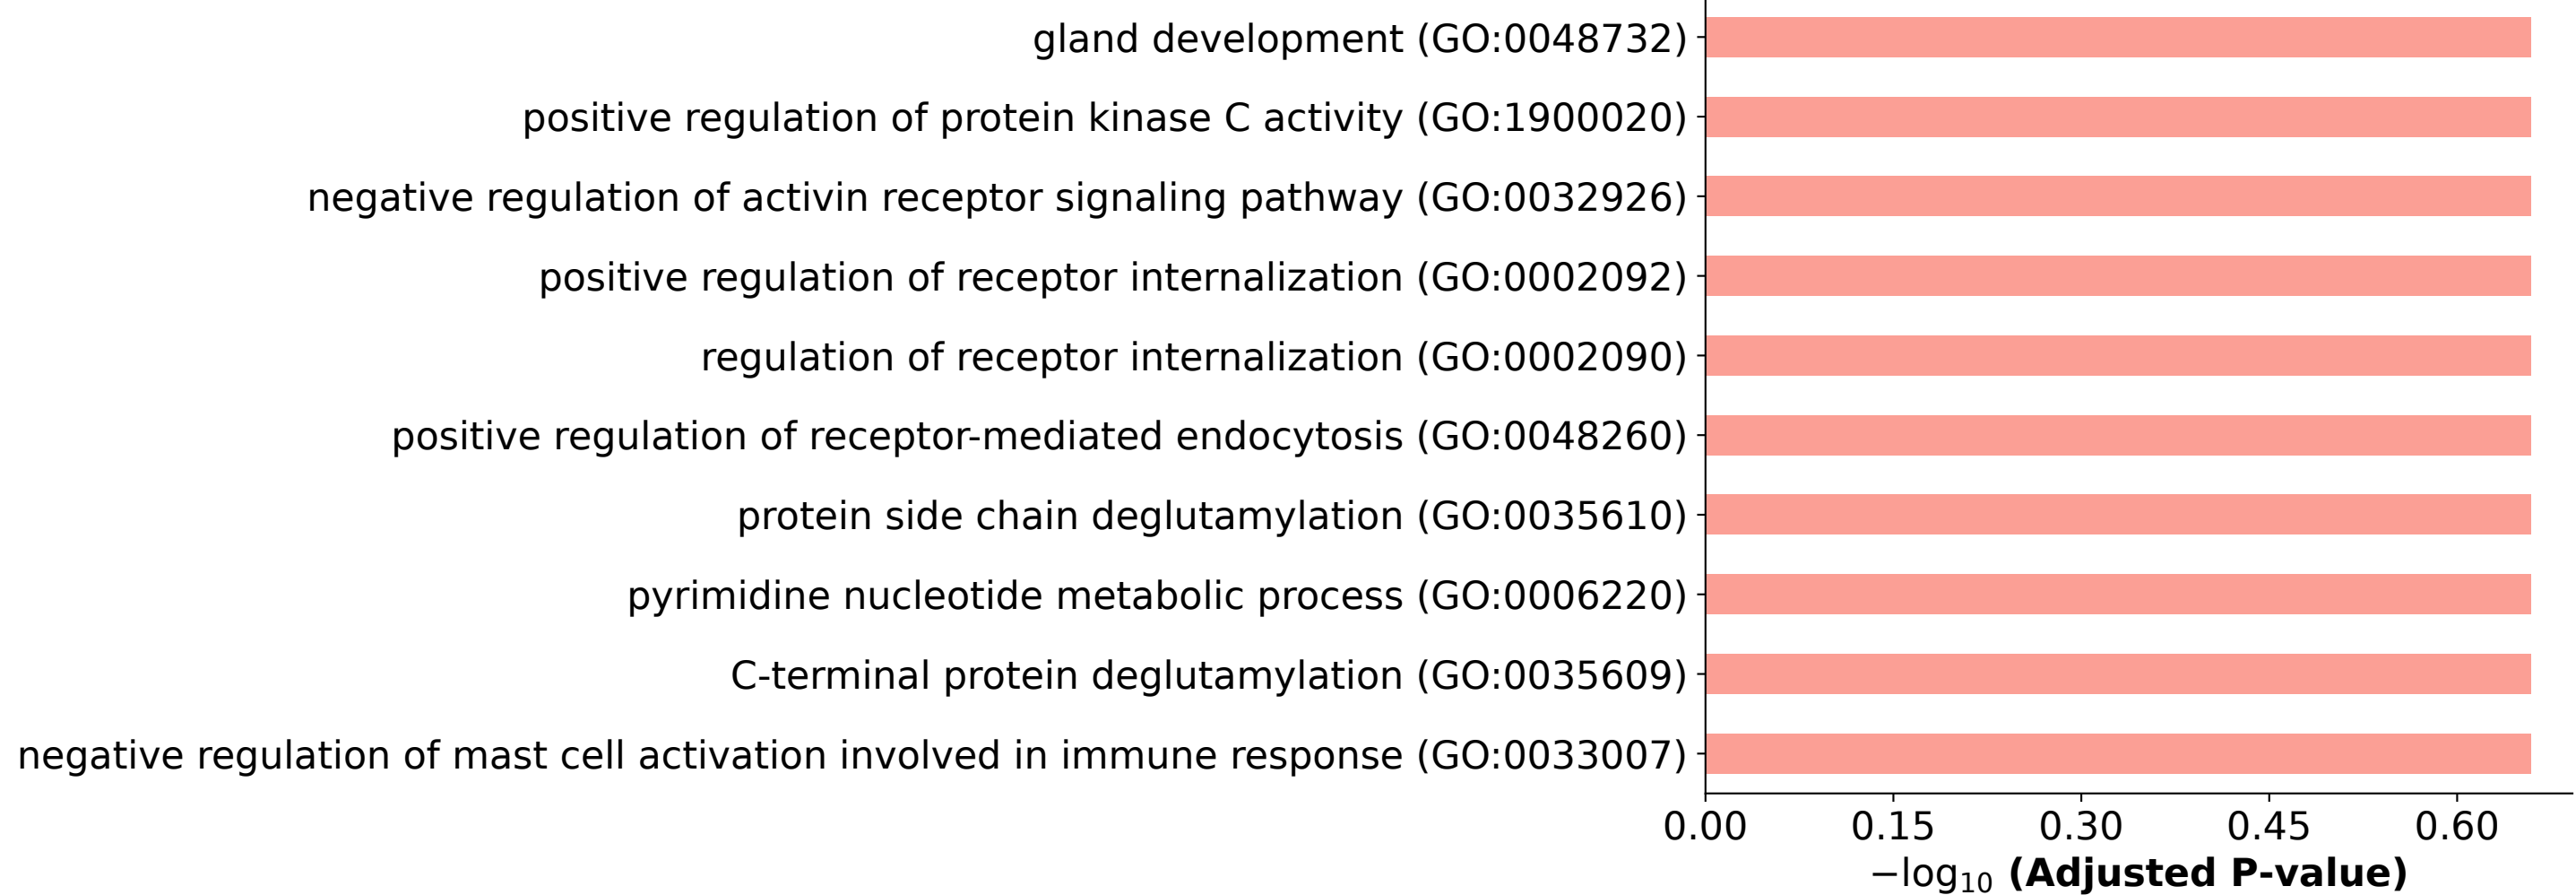 gland development (GO:0048732)
positive regulation of protein kinase C activity (GO:1900020)
negative regulation of activin receptor signaling pathway (GO:0032926)
positive regulation of receptor internalization (GO:0002092)
regulation of receptor internalization (GO:0002090)
positive regulation of receptor-mediated endocytosis (GO:0048260)
protein side chain deglutamylation (GO:0035610)
pyrimidine nucleotide metabolic process (GO:0006220)
C-terminal protein deglutamylation (GO:0035609)
negative regulation of mast cell activation involved in immune response (GO:0033007)
0.00 0.15 0.30 0.45 0.60
−log₁₀ (Adjusted P-value)